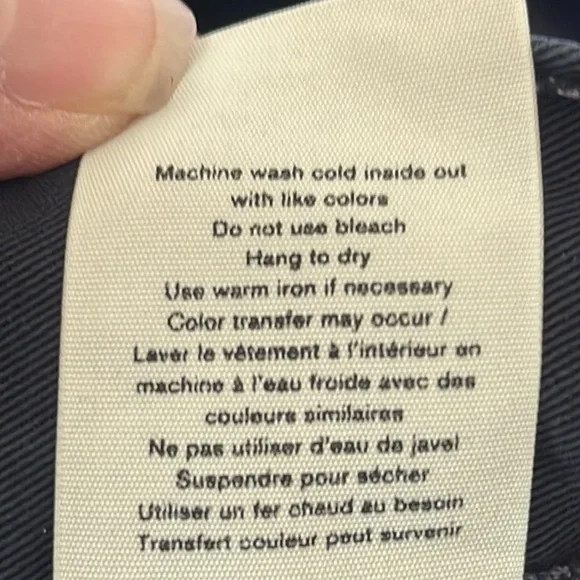 Machine wash cold inside out
with like colors
Do not use bleach
Hang to dry
Use warm iron if necessary
Color transfer may occur /
Laver le vêtement à l'intérieur en
machine à l'eau froide avec des
couleurs similaires
Ne pas utiliser d'eau de javel
Suspendre pour sécher
Utiliser un fer chaud au besoin
Transfert couleur peut survenir